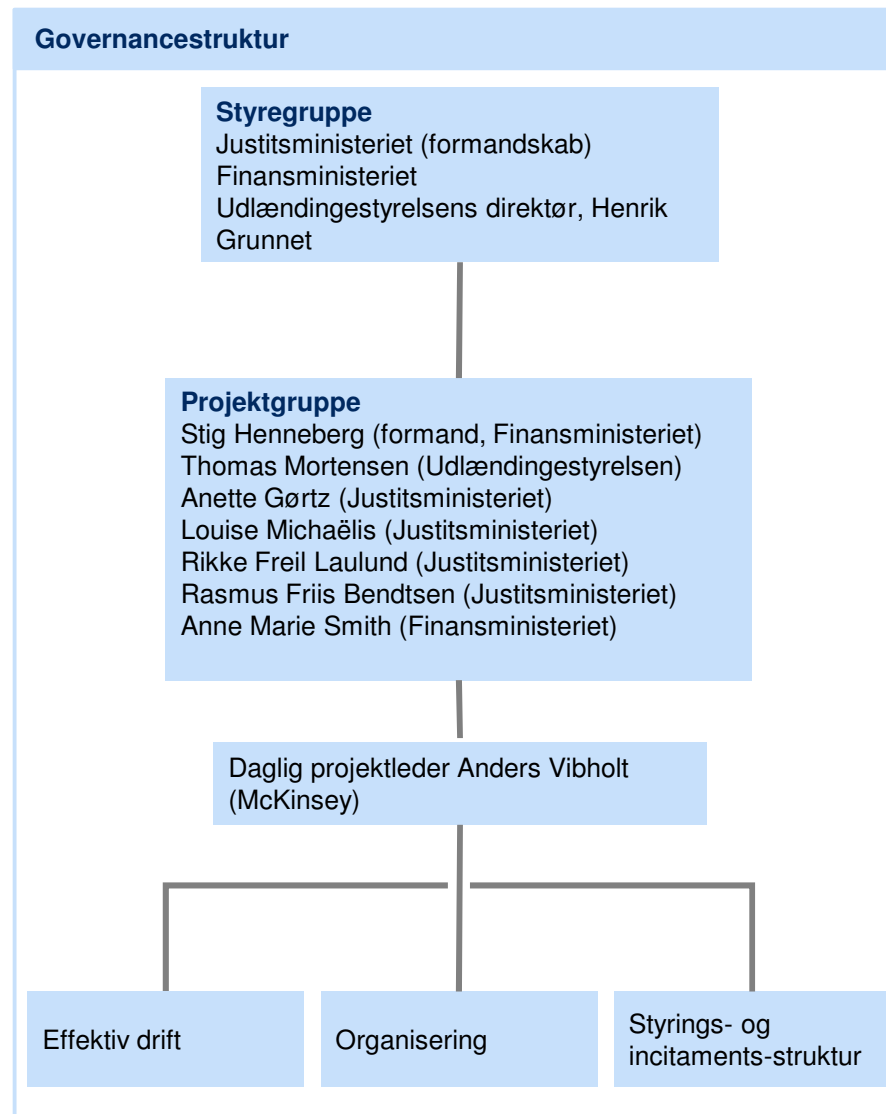 Governancestruktur
Styregruppe
Justitsministeriet (formandskab)
Finansministeriet
Udlændingestyrelsens direktør, Henrik
Grunnet
Projektgruppe
Stig Henneberg (formand, Finansministeriet)
Thomas Mortensen (Udlændingestyrelsen)
Anette Gørtz (Justitsministeriet)
Louise Michaëlis (Justitsministeriet)
Rikke Freil Laulund (Justitsministeriet)
Rasmus Friis Bendtsen (Justitsministeriet)
Anne Marie Smith (Finansministeriet)
Daglig projektleder Anders Vibholt
(McKinsey)
Effektiv drift
Organisering
Styrings- og
incitaments-struktur